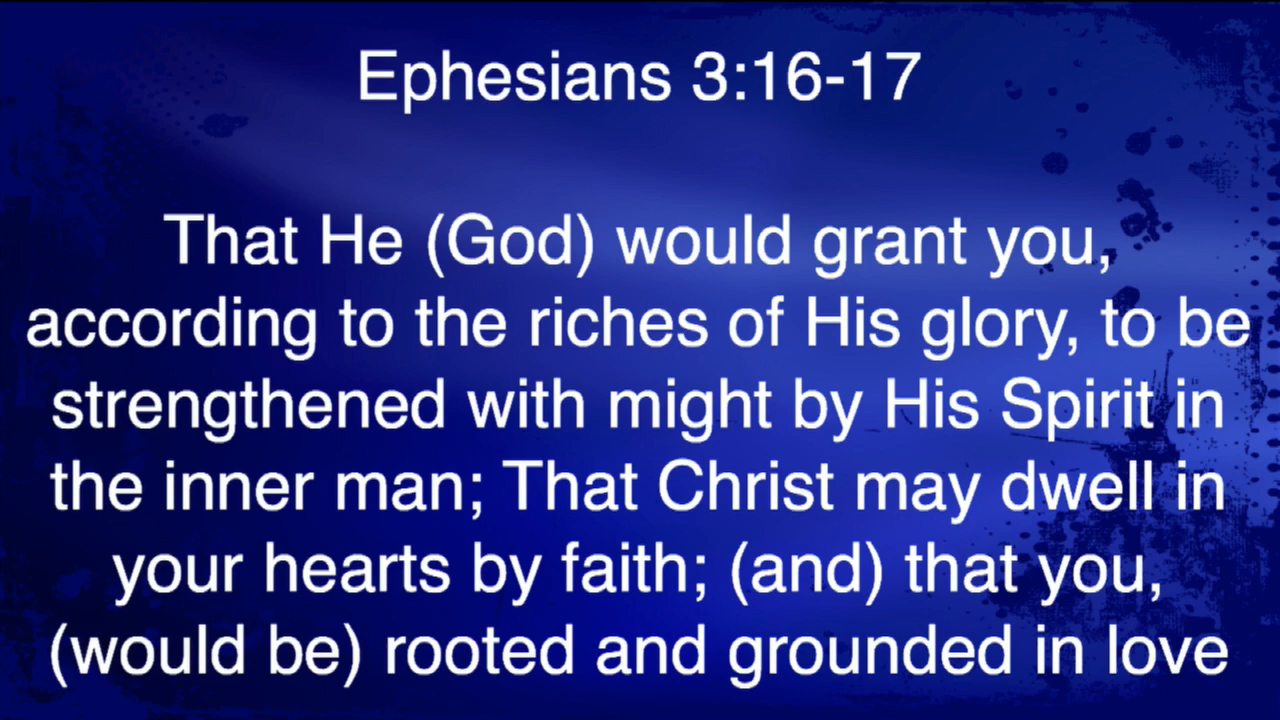 Ephesians 3:16-17
That He (God) would grant you,
according to the riches of His glory, to be
strengthened with might by His Spirit in
the inner man; That Christ may dwell in
your hearts by faith; (and) that you,
(would be) rooted and grounded in love